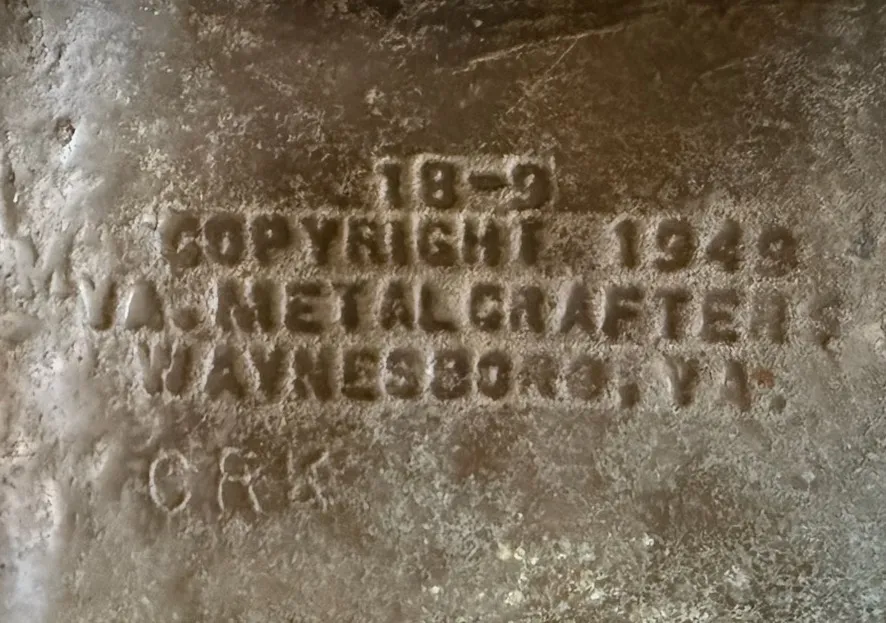 18-9
COPYRIGHT 1949
VA. METALCRAFTERS
WAYNESBORO, VA.
CRK